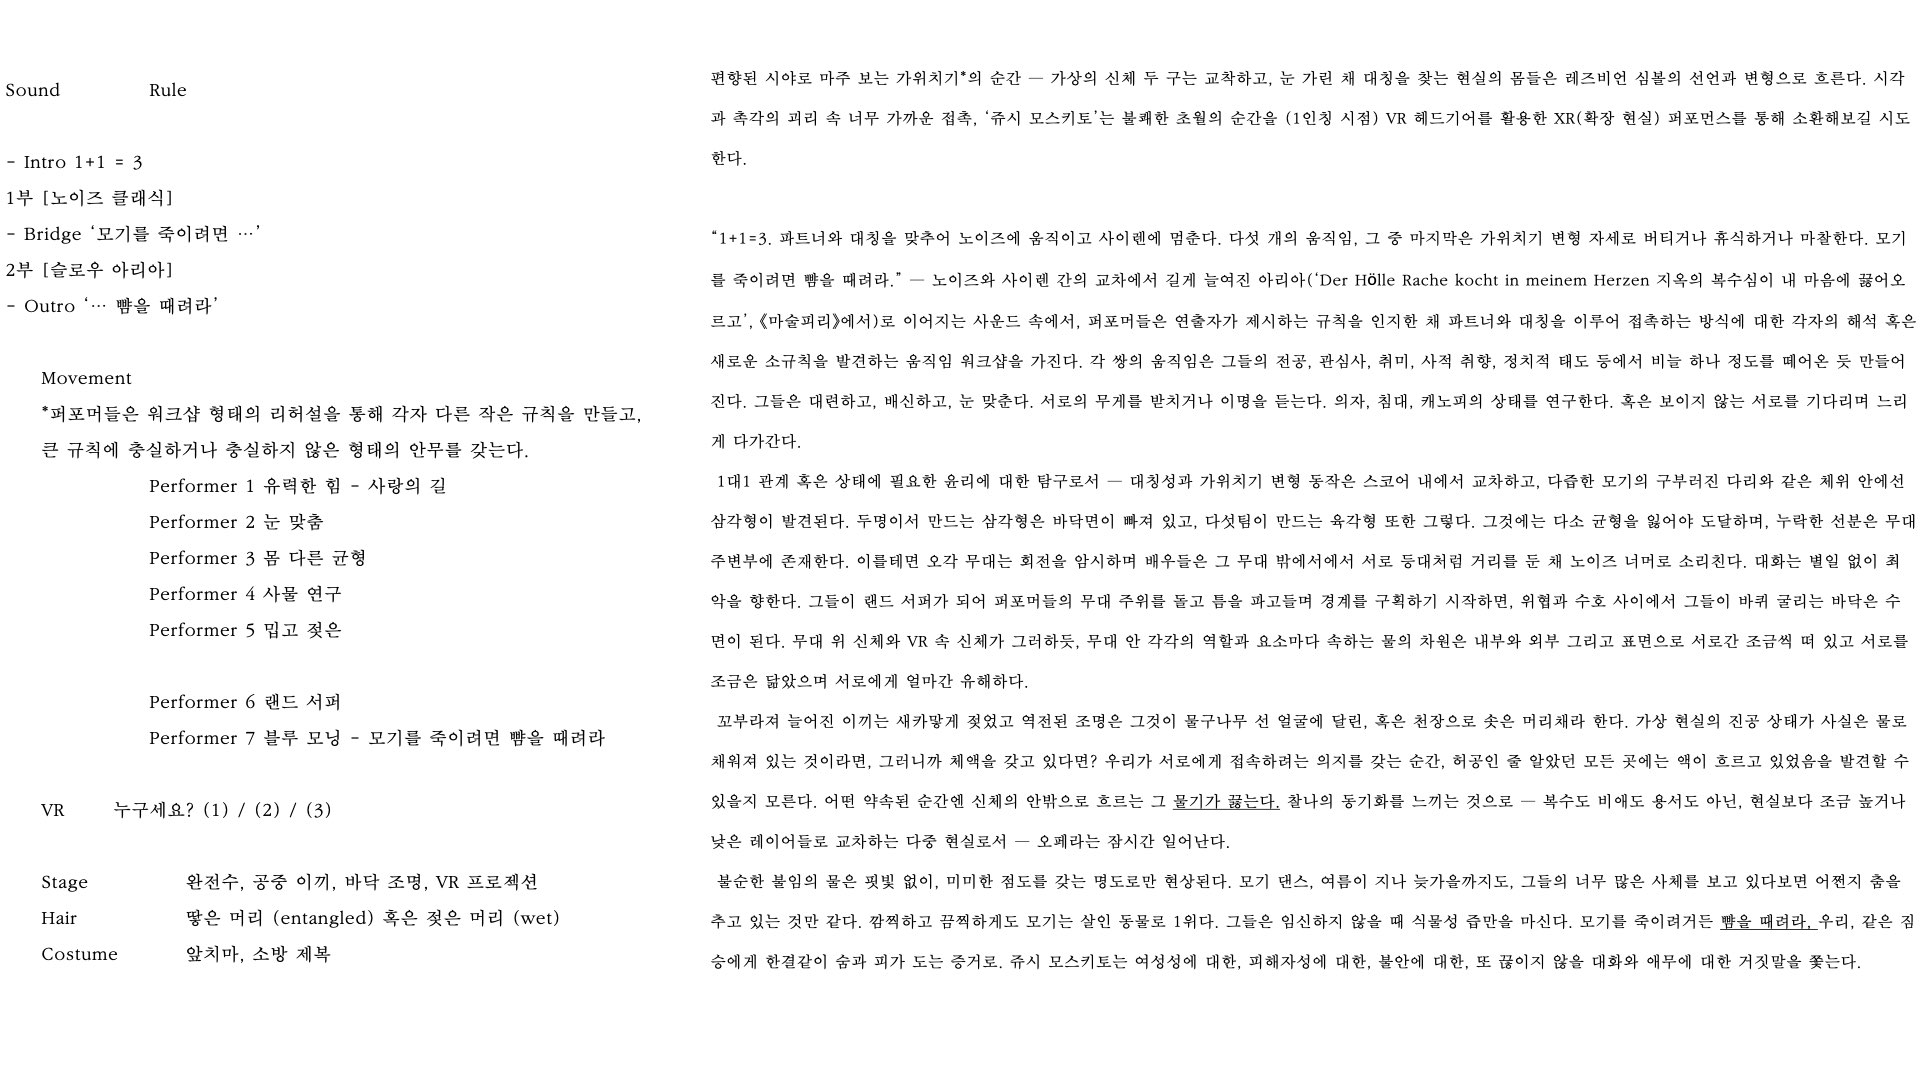 Sound Rule
- Intro 1+1 = 3
1부 [노이즈 클래식]
- Bridge ‘모기를 죽이려면 …’
2부 [슬로우 아리아]
- Outro ‘… 뺨을 때려라’
Movement
*퍼포머들은 워크샵 형태의 리허설을 통해 각자 다른 작은 규칙을 만들고,
큰 규칙에 충실하거나 충실하지 않은 형태의 안무를 갖는다.
Performer 1 유력한 힘 - 사랑의 길
Performer 2 눈 맞춤
Performer 3 몸 다른 균형
Performer 4 사물 연구
Performer 5 밉고 젖은
Performer 6 랜드 서퍼
Performer 7 블루 모닝 - 모기를 죽이려면 뺨을 때려라
VR 누구세요? (1) / (2) / (3)
Stage 완전수, 공중 이끼, 바닥 조명, VR 프로젝션
Hair 땋은 머리 (entangled) 혹은 젖은 머리 (wet)
Costume 앞치마, 소방 제복
편향된 시야로 마주 보는 가위치기*의 순간 — 가상의 신체 두 구는 교착하고, 눈 가린 채 대칭을 찾는 현실의 몸들은 레즈비언 심볼의 선언과 변형으로 흐른다. 시각
과 촉각의 괴리 속 너무 가까운 접촉, ‘쥬시 모스키토’는 불쾌한 초월의 순간을 (1인칭 시점) VR 헤드기어를 활용한 XR(확장 현실) 퍼포먼스를 통해 소환해보길 시도
한다.
“1+1=3. 파트너와 대칭을 맞추어 노이즈에 움직이고 사이렌에 멈춘다. 다섯 개의 움직임, 그 중 마지막은 가위치기 변형 자세로 버티거나 휴식하거나 마찰한다. 모기
를 죽이려면 뺨을 때려라.” — 노이즈와 사이렌 간의 교차에서 길게 늘여진 아리아(‘Der Hölle Rache kocht in meinem Herzen 지옥의 복수심이 내 마음에 끓어오
르고’, 《마술피리》에서)로 이어지는 사운드 속에서, 퍼포머들은 연출자가 제시하는 규칙을 인지한 채 파트너와 대칭을 이루어 접촉하는 방식에 대한 각자의 해석 혹은
새로운 소규칙을 발견하는 움직임 워크샵을 가진다. 각 쌍의 움직임은 그들의 전공, 관심사, 취미, 사적 취향, 정치적 태도 등에서 비늘 하나 정도를 떼어온 듯 만들어
진다. 그들은 대련하고, 배신하고, 눈 맞춘다. 서로의 무게를 받치거나 이명을 듣는다. 의자, 침대, 캐노피의 상태를 연구한다. 혹은 보이지 않는 서로를 기다리며 느리
게 다가간다.
1대1 관계 혹은 상태에 필요한 윤리에 대한 탐구로서 — 대칭성과 가위치기 변형 동작은 스코어 내에서 교차하고, 다즙한 모기의 구부러진 다리와 같은 체위 안에선
삼각형이 발견된다. 두명이서 만드는 삼각형은 바닥면이 빠져 있고, 다섯팀이 만드는 육각형 또한 그렇다. 그것에는 다소 균형을 잃어야 도달하며, 누락한 선분은 무대
주변부에 존재한다. 이를테면 오각 무대는 회전을 암시하며 배우들은 그 무대 밖에서에서 서로 등대처럼 거리를 둔 채 노이즈 너머로 소리친다. 대화는 별일 없이 최
악을 향한다. 그들이 랜드 서퍼가 되어 퍼포머들의 무대 주위를 돌고 틈을 파고들며 경계를 구획하기 시작하면, 위협과 수호 사이에서 그들이 바퀴 굴리는 바닥은 수
면이 된다. 무대 위 신체와 VR 속 신체가 그러하듯, 무대 안 각각의 역할과 요소마다 속하는 물의 차원은 내부와 외부 그리고 표면으로 서로간 조금씩 떠 있고 서로를
조금은 닮았으며 서로에게 얼마간 유해하다.
꼬부라져 늘어진 이끼는 새카맣게 젖었고 역전된 조명은 그것이 물구나무 선 얼굴에 달린, 혹은 천장으로 솟은 머리채라 한다. 가상 현실의 진공 상태가 사실은 물로
채워져 있는 것이라면, 그러니까 체액을 갖고 있다면? 우리가 서로에게 접속하려는 의지를 갖는 순간, 허공인 줄 알았던 모든 곳에는 액이 흐르고 있었음을 발견할 수
있을지 모른다. 어떤 약속된 순간엔 신체의 안밖으로 흐르는 그 물기가 끓는다. 찰나의 동기화를 느끼는 것으로 — 복수도 비애도 용서도 아닌, 현실보다 조금 높거나
낮은 레이어들로 교차하는 다중 현실로서 — 오페라는 잠시간 일어난다.
불순한 불임의 물은 핏빛 없이, 미미한 점도를 갖는 명도로만 현상된다. 모기 댄스, 여름이 지나 늦가을까지도, 그들의 너무 많은 사체를 보고 있다보면 어쩐지 춤을
추고 있는 것만 같다. 깜찍하고 끔찍하게도 모기는 살인 동물로 1위다. 그들은 임신하지 않을 때 식물성 즙만을 마신다. 모기를 죽이려거든 뺨을 때려라, 우리, 같은 짐
승에게 한결같이 숨과 피가 도는 증거로. 쥬시 모스키토는 여성성에 대한, 피해자성에 대한, 불안에 대한, 또 끊이지 않을 대화와 애무에 대한 거짓말을 쫓는다.